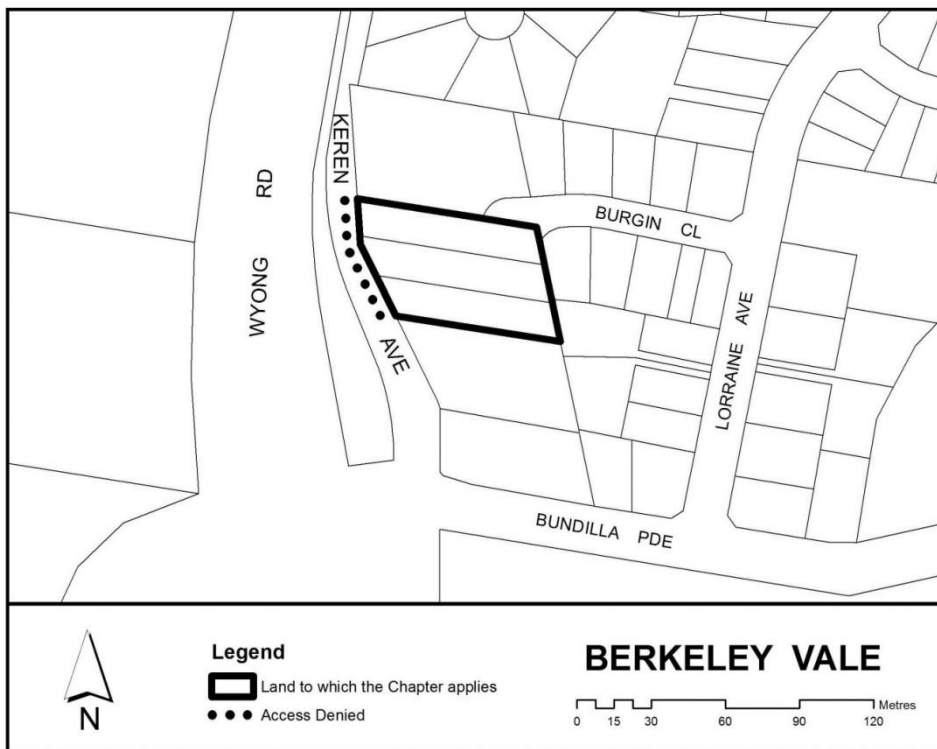 KEREN
AVE
WYONG RD
BURGIN CL
LORRAINE AVE
BUNDILLA PDE
N
Legend
Land to which the Chapter applies
Access Denied
BERKELEY VALE
Metres
0 15 30 60 90 120